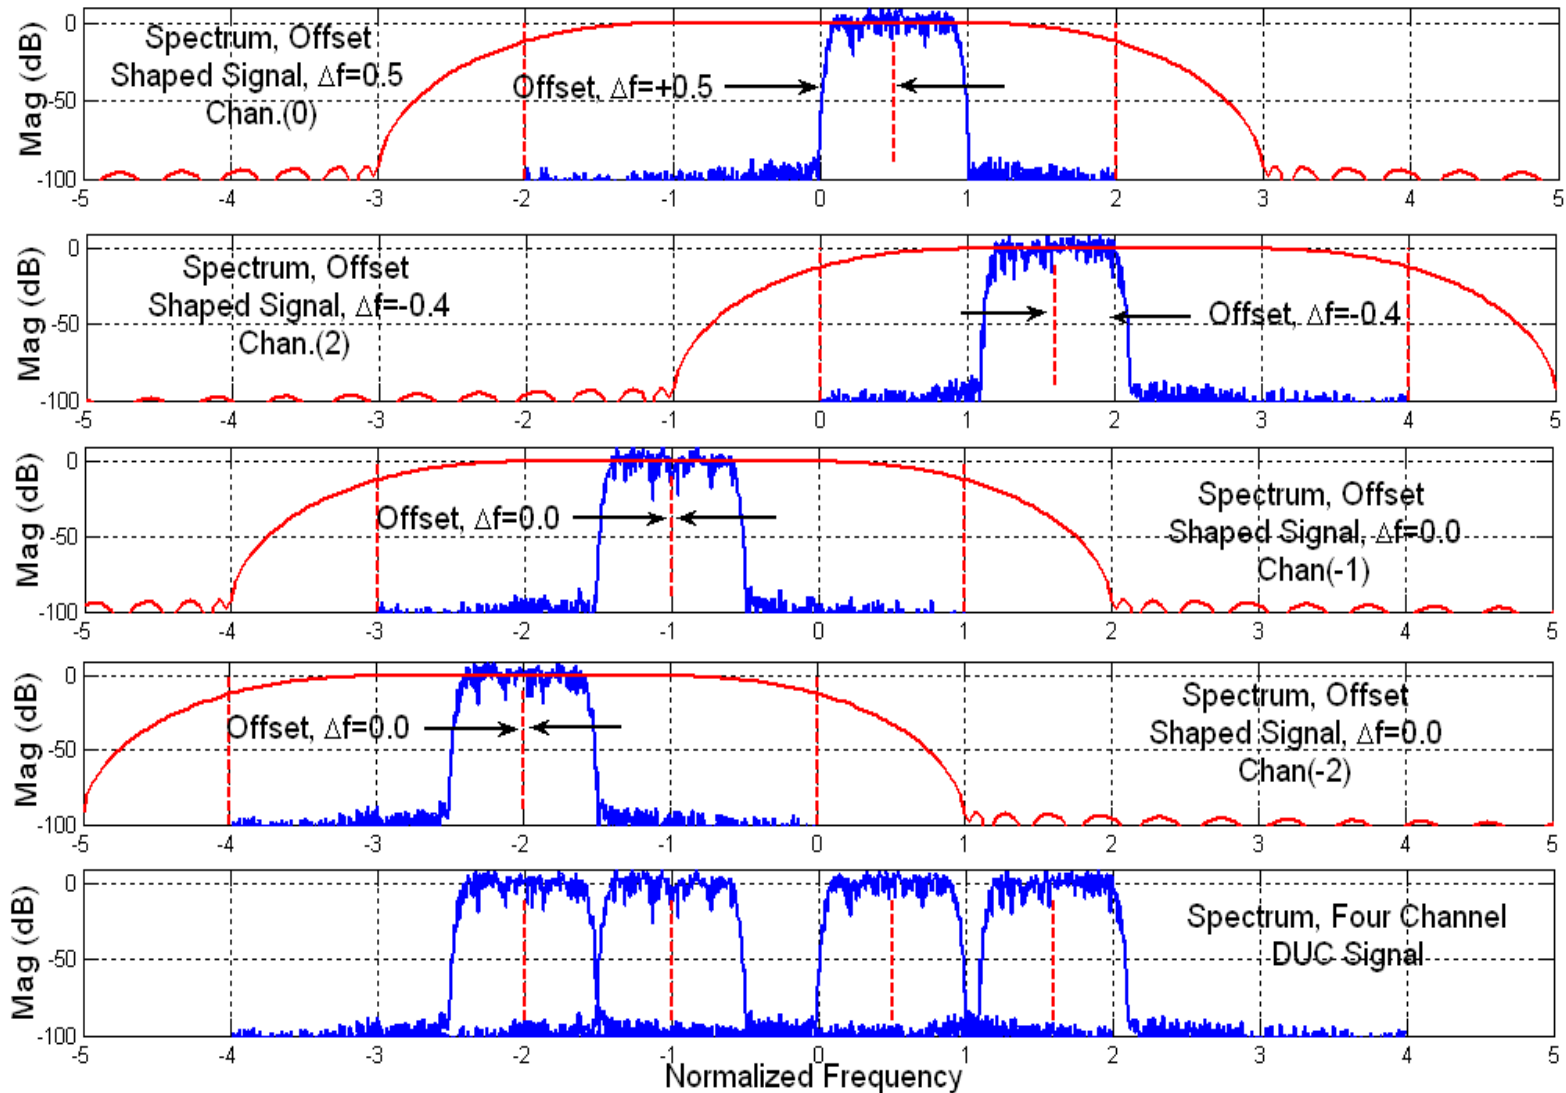 Mag (dB)
0
-50
-100
Spectrum, Offset
Shaped Signal, Δf=0.5
Chan.(0)
Offset, Δf=+0.5
-5 -4 -3 -2 -1 0 1 2 3 4 5
Mag (dB)
0
-50
-100
Spectrum, Offset
Shaped Signal, Δf=-0.4
Chan.(2)
Offset, Δf=-0.4
-5 -4 -3 -2 -1 0 1 2 3 4 5
Mag (dB)
0
-50
-100
Offset, Δf=0.0
Spectrum, Offset
Shaped Signal, Δf=0.0
Chan(-1)
-5 -4 -3 -2 -1 0 1 2 3 4 5
Mag (dB)
0
-50
-100
Offset, Δf=0.0
Spectrum, Offset
Shaped Signal, Δf=0.0
Chan(-2)
-5 -4 -3 -2 -1 0 1 2 3 4 5
Mag (dB)
0
-50
-100
Spectrum, Four Channel
DUC Signal
-5 -4 -3 -2 -1 0 1 2 3 4 5
Normalized Frequency